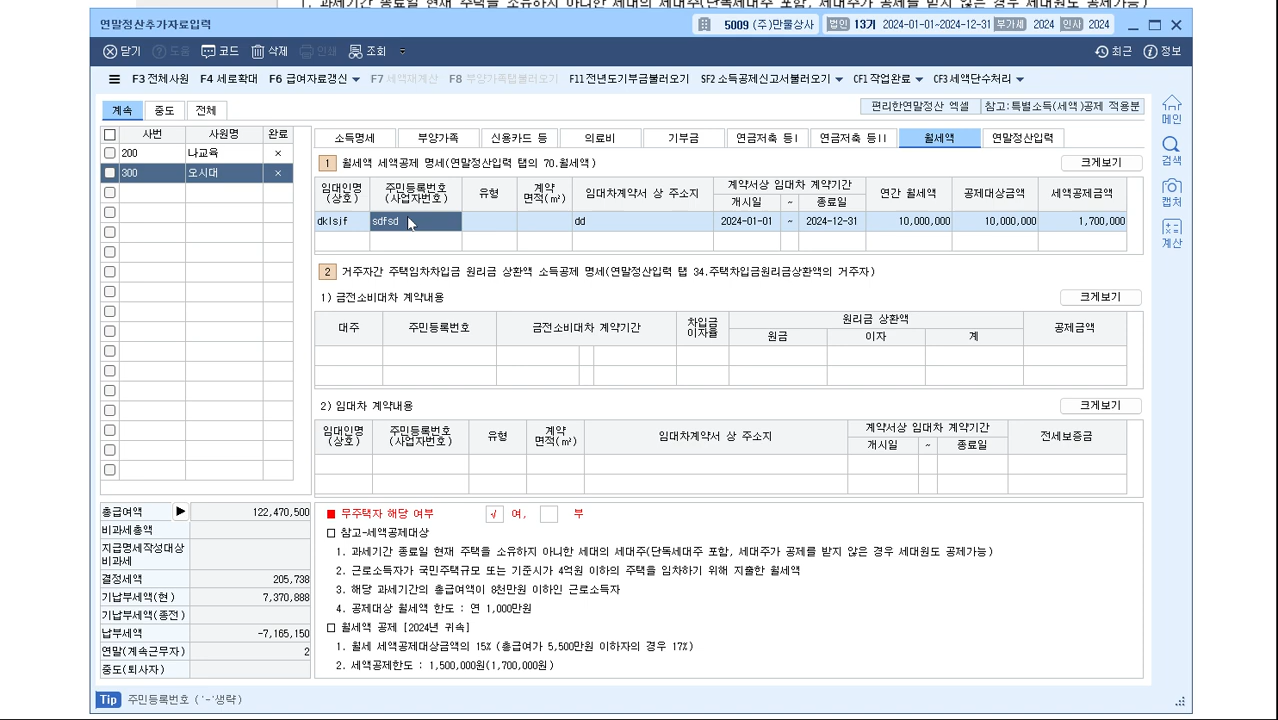 1. 과세기간 종료일 현재 주택을 소유하지 아니한 세대의 세대주(단독세대주 포함, 세대주가 공제를 받지 않은 경우 세대원도 공제가능)
연말정산추가자료입력
5009 (주)만물상사 법인 13기 2024-01-01~2024-12-31 부가세 2024 인사 2024
닫기 도움 코드 삭제 인쇄 조회 최근 정보
F3 전체사원 F4 세로확대 F6 급여자료갱신 F7 세액재계산 F8 부양가족탭불러오기 F11전년도기부금불러오기 SF2 소득공제신고서불러오기 CF1 작업완료 CF3 세액단수처리
계속 중도 전체
편리한연말정산 엑셀 참고:특별소득(세액)공제 적용분
메인
검색
캡처
계산
사번 사원명 완료
200 나교육 ×
300 오시대 ×
소득명세 부양가족 신용카드 등 의료비 기부금 연금저축 등I 연금저축 등II 월세액 연말정산입력
1 월세액 세액공제 명세(연말정산입력 탭의 70.월세액) 크게보기
임대인명 (상호) 주민등록번호 (사업자번호) 유형 계약 면적(㎡) 임대차계약서 상 주소지 계약서상 임대차 계약기간 연간 월세액 공제대상금액 세액공제금액
개시일 ~ 종료일
dklsjf sdfsd dd 2024-01-01 ~ 2024-12-31 10,000,000 10,000,000 1,700,000
2 거주자간 주택임차차입금 원리금 상환액 소득공제 명세(연말정산입력 탭 34.주택차입금원리금상환액의 거주자)
1) 금전소비대차 계약내용 크게보기
대주 주민등록번호 금전소비대차 계약기간 차입금 이자율 원리금 상환액 공제금액
원금 이자 계
2) 임대차 계약내용 크게보기
임대인명 (상호) 주민등록번호 (사업자번호) 유형 계약 면적(㎡) 임대차계약서 상 주소지 계약서상 임대차 계약기간 전세보증금
개시일 ~ 종료일
총급여액 122,470,500
비과세총액
지급명세작성대상
비과세
결정세액 205,738
기납부세액(현) 7,370,888
기납부세액(종전)
납부세액 -7,165,150
연말(계속근무자) 2
중도(퇴사자)
■ 무주택자 해당 여부 √ 여, 부
□ 참고-세액공제대상
1. 과세기간 종료일 현재 주택을 소유하지 아니한 세대의 세대주(단독세대주 포함, 세대주가 공제를 받지 않은 경우 세대원도 공제가능)
2. 근로소득자가 국민주택규모 또는 기준시가 4억원 이하의 주택을 임차하기 위해 지출한 월세액
3. 해당 과세기간의 총급여액이 8천만원 이하인 근로소득자
4. 공제대상 월세액 한도 : 연 1,000만원
□ 월세액 공제 [2024년 귀속]
1. 월세 세액공제대상금액의 15% (총급여가 5,500만원 이하자의 경우 17%)
2. 세액공제한도 : 1,500,000원(1,700,000원)
Tip 주민등록번호 ('-'생략)